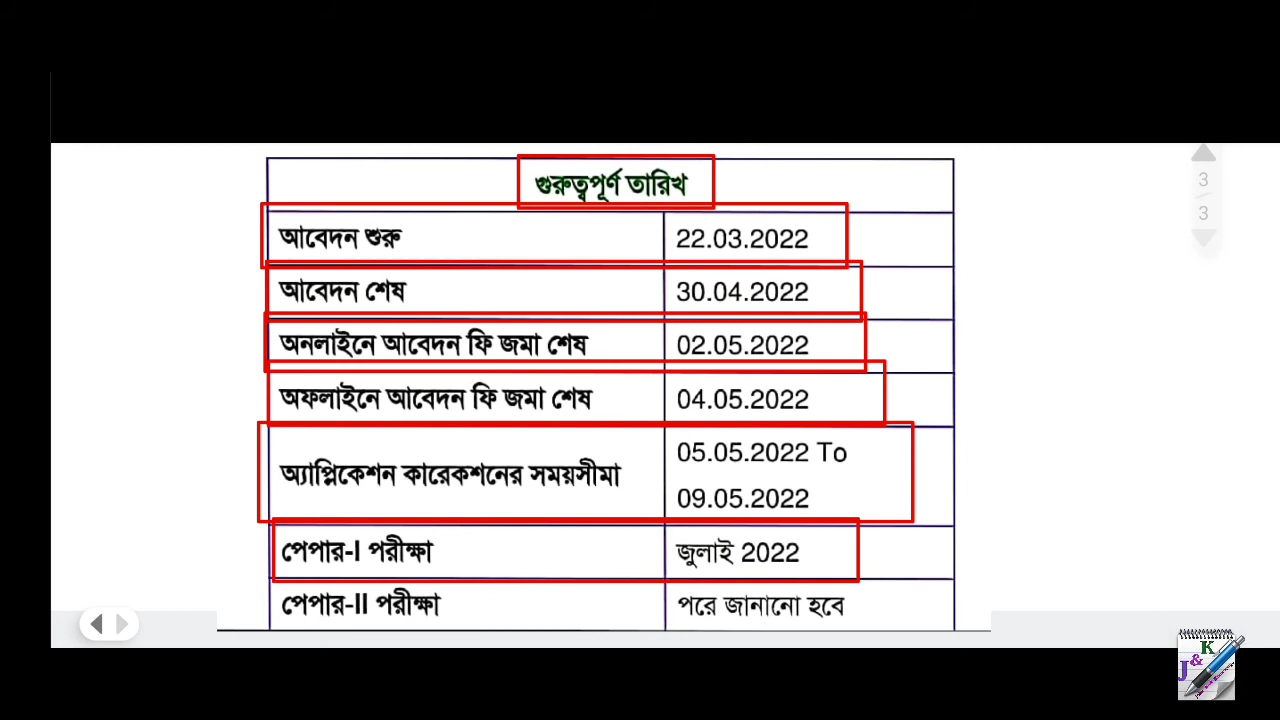 গুরুত্বপূর্ণ তারিখ
আবেদন শুরু 22.03.2022
আবেদন শেষ 30.04.2022
অনলাইনে আবেদন ফি জমা শেষ 02.05.2022
অফলাইনে আবেদন ফি জমা শেষ 04.05.2022
অ্যাপ্লিকেশন কারেকশনের সময়সীমা 05.05.2022 To
09.05.2022
পেপার-I পরীক্ষা জুলাই 2022
পেপার-II পরীক্ষা পরে জানানো হবে
3
3
J&K